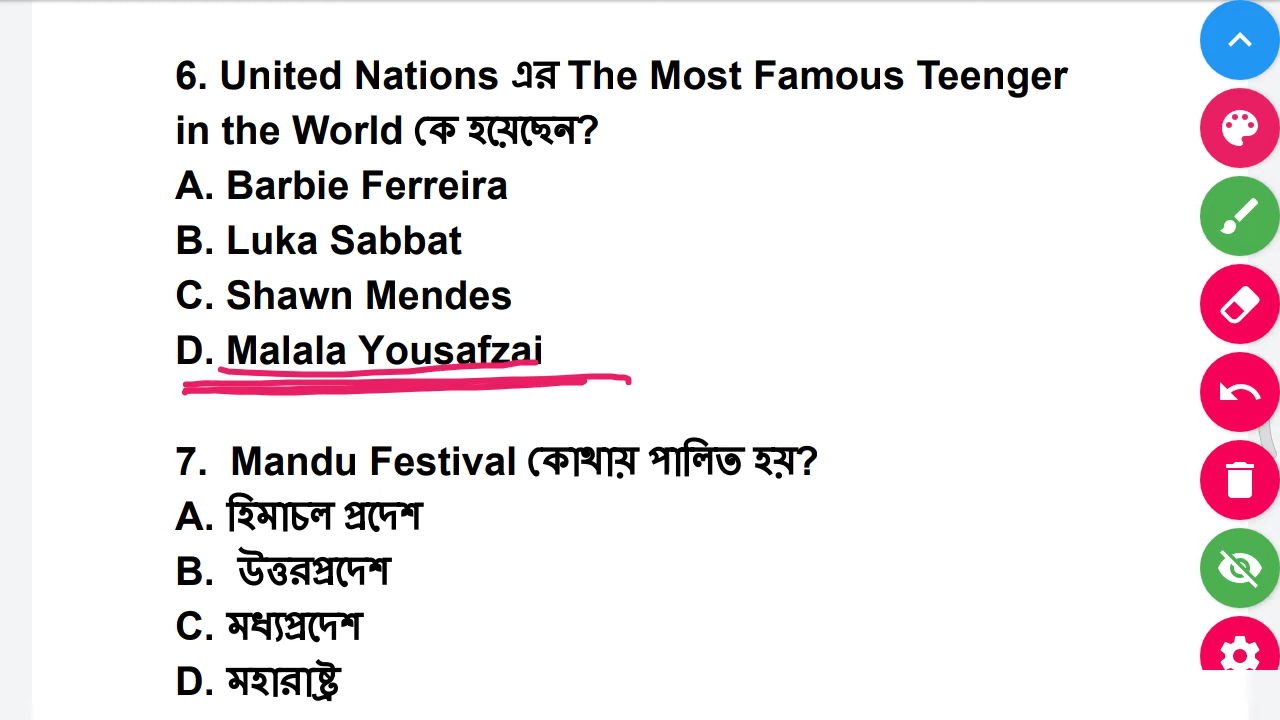 6. United Nations এর The Most Famous Teenger
in the World কে হয়েছেন?
A. Barbie Ferreira
B. Luka Sabbat
C. Shawn Mendes
D. Malala Yousafzai
7. Mandu Festival কোথায় পালিত হয়?
A. হিমাচল প্রদেশ
B. উত্তরপ্রদেশ
C. মধ্যপ্রদেশ
D. মহারাষ্ট্র